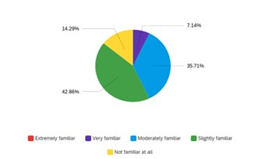 14.29%
7.14%
35.71%
42.86%
Extremely familiar Very familiar Moderately familiar Slightly familiar
Not familiar at all